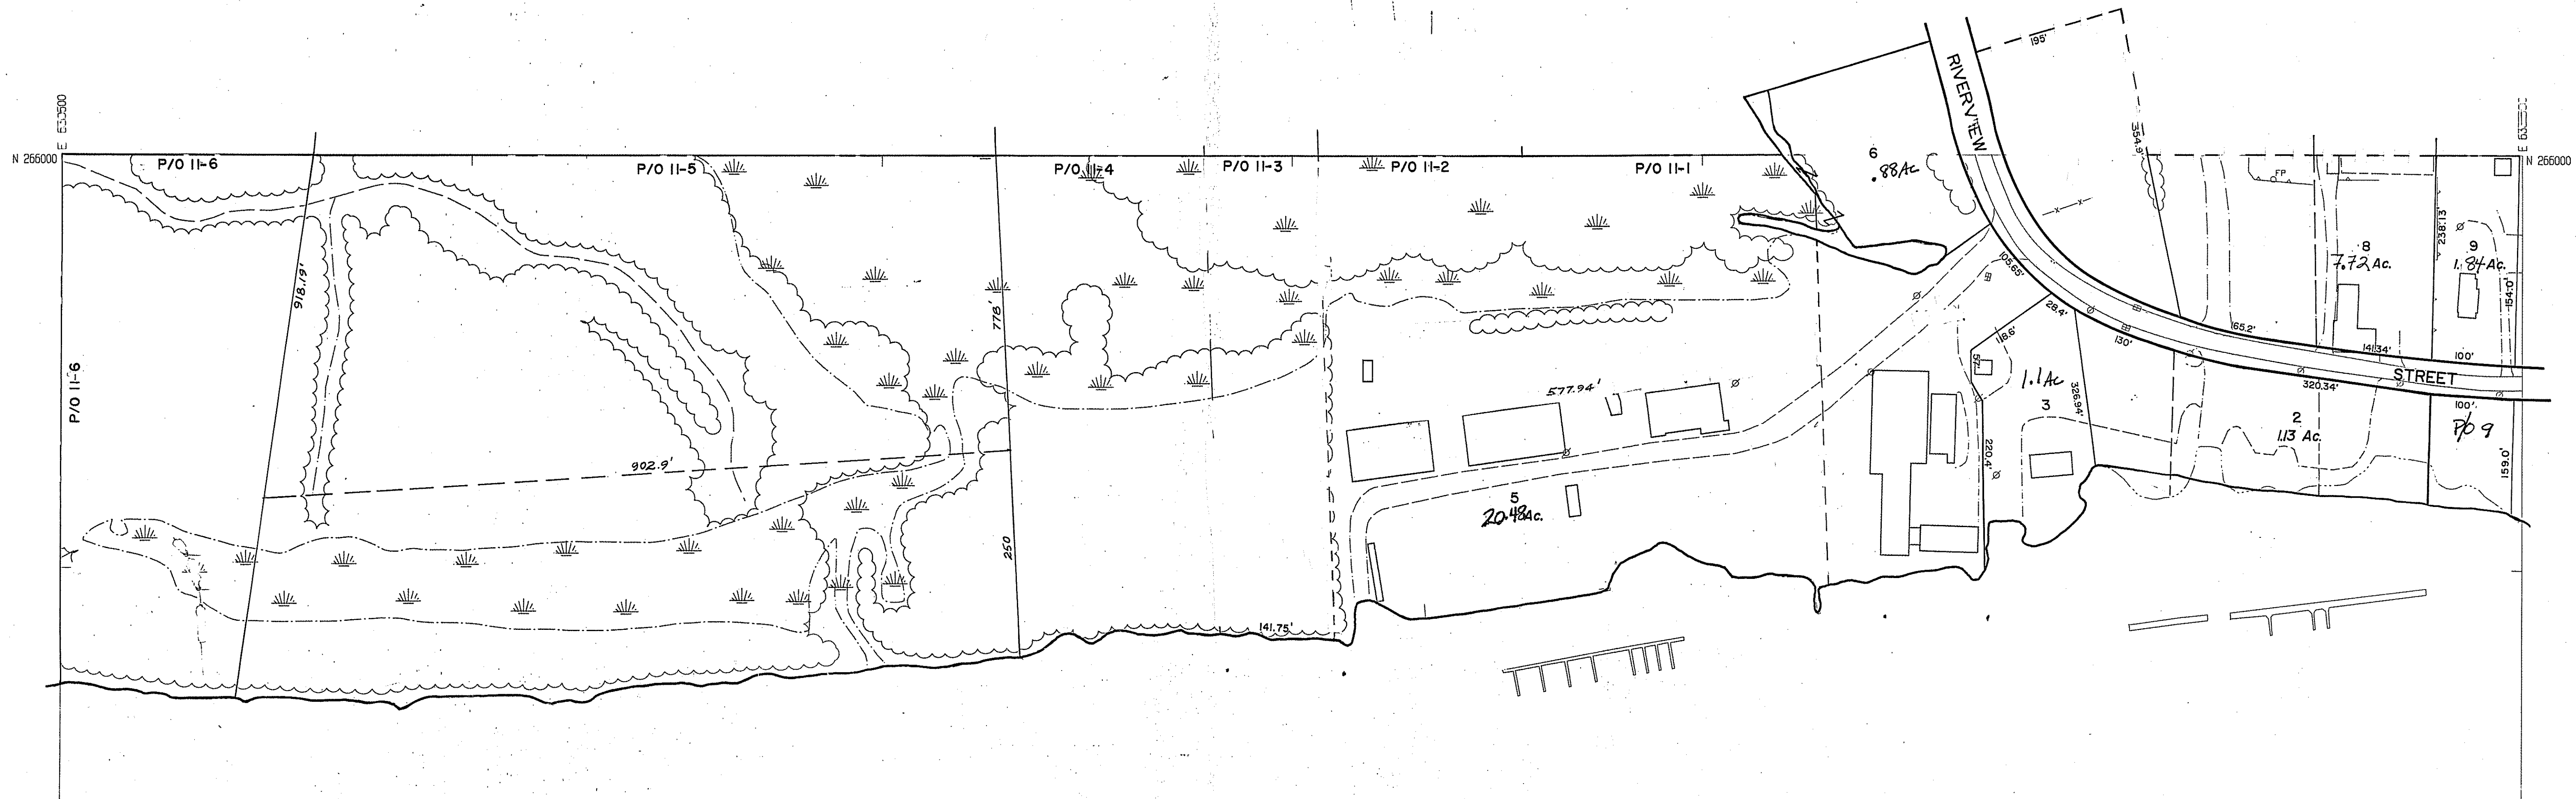 195'
RIVERVIEW
354.9'
N 266000
P/O 11-6
P/O 11-5
P/O 11-4
P/O 11-3
P/O 11-2
P/O 11-1
6
.88 AC
FP
N 266000
238.13'
8
7.72 AC.
9
1.84 AC.
154.0'
918.19'
778'
105.65'
28.4'
118.6'
130'
165.2'
141.34'
100'
STREET
320.34'
100'
P/O 11-6
577.94'
57'
1.1 AC
3
326.94'
2
1.13 AC.
P/O 9
159.0'
902.9'
220.4'
5
20.48 AC.
250
141.75'